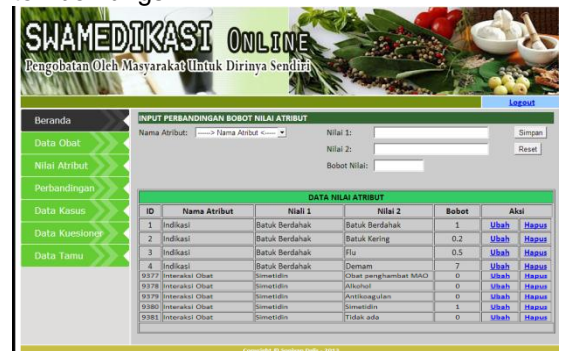 SWAMEDIKASI ONLINE
Pengobatan Oleh Masyarakat Untuk Dirinya Sendiri
Logout
Beranda
Data Obat
Nilai Atribut
Perbandingan
Data Kasus
Data Kuesioner
Data Tamu
INPUT PERBANDINGAN BOBOT NILAI ATRIBUT
Nama Atribut: -----> Nama Atribut <----- Nilai 1: Simpan
Nilai 2: Reset
Bobot Nilai:
DATA NILAI ATRIBUT
ID Nama Atribut Niali 1 Nilai 2 Bobot Aksi
1 Indikasi Batuk Berdahak Batuk Berdahak 1 Ubah Hapus
2 Indikasi Batuk Berdahak Batuk Kering 0.2 Ubah Hapus
3 Indikasi Batuk Berdahak Flu 0.5 Ubah Hapus
4 Indikasi Batuk Berdahak Demam 7 Ubah Hapus
9377 Interaksi Obat Simetidin Obat penghambat MAO 0 Ubah Hapus
9378 Interaksi Obat Simetidin Alkohol 0 Ubah Hapus
9379 Interaksi Obat Simetidin Antikoagulan 0 Ubah Hapus
9380 Interaksi Obat Simetidin Simetidin 1 Ubah Hapus
9381 Interaksi Obat Simetidin Tidak ada 0 Ubah Hapus